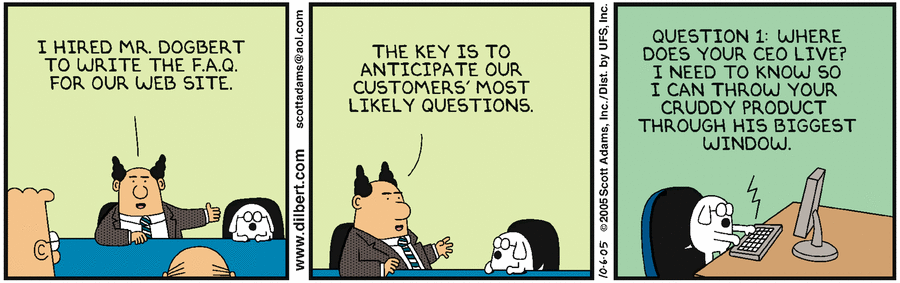 I HIRED MR. DOGBERT
TO WRITE THE F.A.Q.
FOR OUR WEB SITE.
www.dilbert.com
scottadams@aol.com
THE KEY IS TO
ANTICIPATE OUR
CUSTOMERS' MOST
LIKELY QUESTIONS.
10-6-05 ©2005 Scott Adams, Inc./Dist. by UFS, Inc.
QUESTION 1: WHERE
DOES YOUR CEO LIVE?
I NEED TO KNOW SO
I CAN THROW YOUR
CRUDDY PRODUCT
THROUGH HIS BIGGEST
WINDOW.